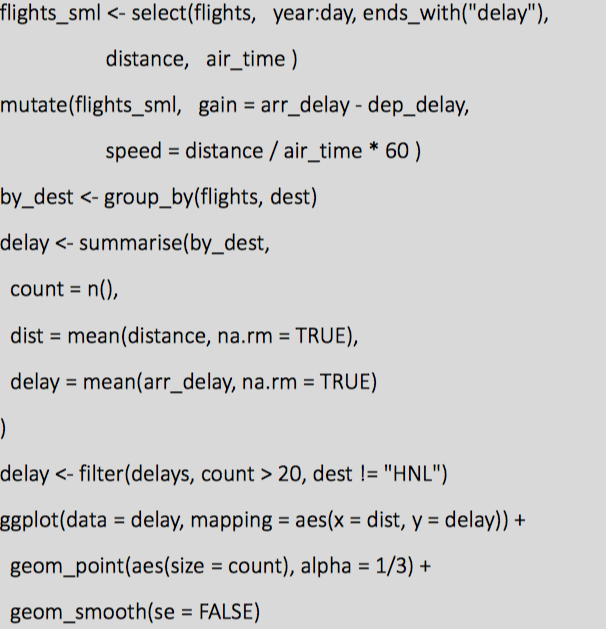 flights_sml <- select(flights, year:day, ends_with("delay"),
distance, air_time )
mutate(flights_sml, gain = arr_delay - dep_delay,
speed = distance / air_time * 60 )
by_dest <- group_by(flights, dest)
delay <- summarise(by_dest,
count = n(),
dist = mean(distance, na.rm = TRUE),
delay = mean(arr_delay, na.rm = TRUE)
)
delay <- filter(delays, count > 20, dest != "HNL")
ggplot(data = delay, mapping = aes(x = dist, y = delay)) +
geom_point(aes(size = count), alpha = 1/3) +
geom_smooth(se = FALSE)